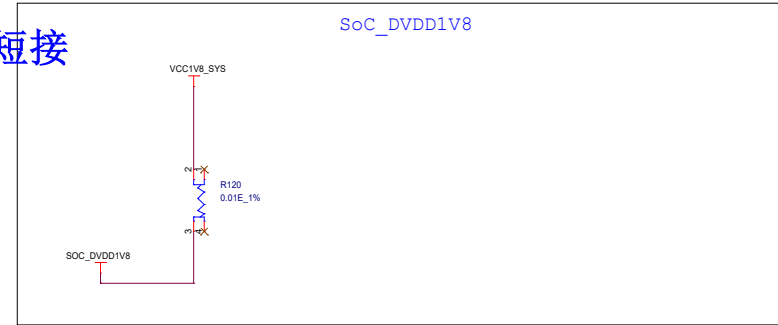 SoC_DVDD1V8
短接
VCC1V8_SYS
2
1
R120
0.01E_1%
3
4
SOC_DVDD1V8